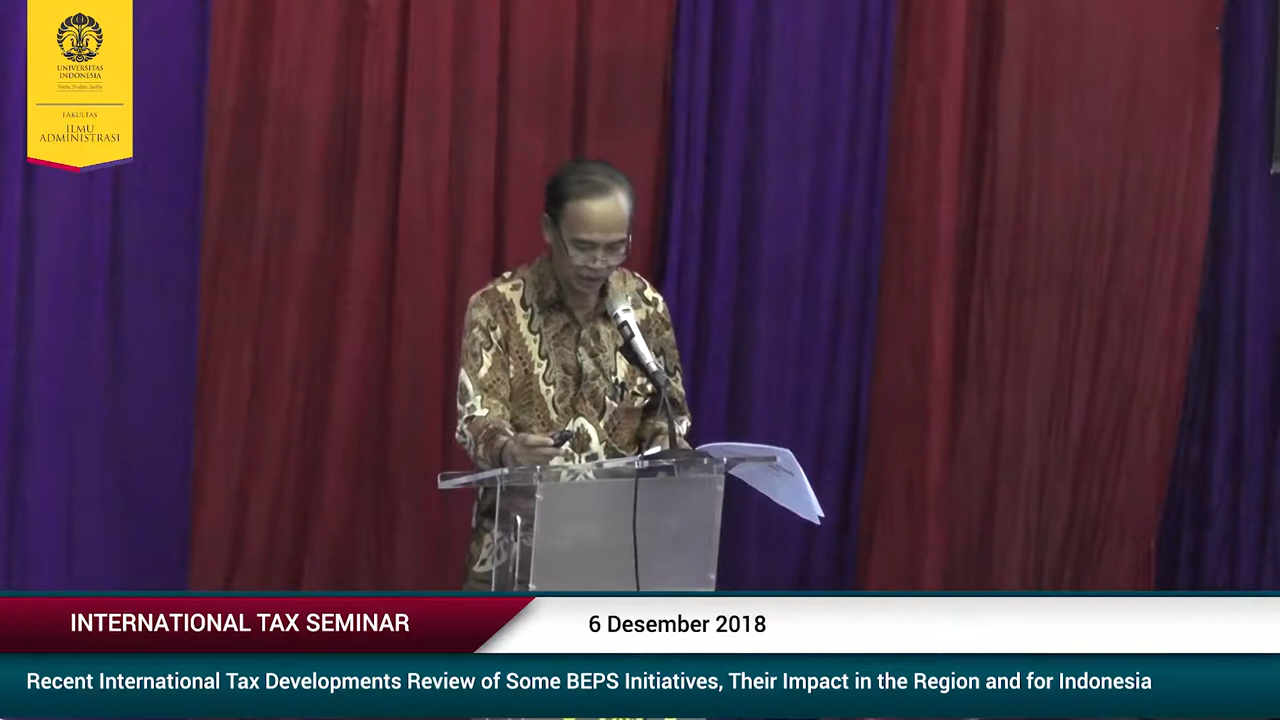 UNIVERSITAS
INDONESIA
FAKULTAS
ILMU
ADMINISTRASI
INTERNATIONAL TAX SEMINAR
6 Desember 2018
Recent International Tax Developments Review of Some BEPS Initiatives, Their Impact in the Region and for Indonesia